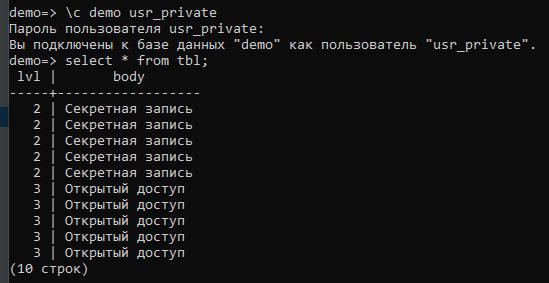 demo=> \c demo usr_private
Пароль пользователя usr_private:
Вы подключены к базе данных "demo" как пользователь "usr_private".
demo=> select * from tbl;
 lvl |       body
-----+------------------
   2 | Секретная запись
   2 | Секретная запись
   2 | Секретная запись
   2 | Секретная запись
   2 | Секретная запись
   3 | Открытый доступ
   3 | Открытый доступ
   3 | Открытый доступ
   3 | Открытый доступ
   3 | Открытый доступ
(10 строк)